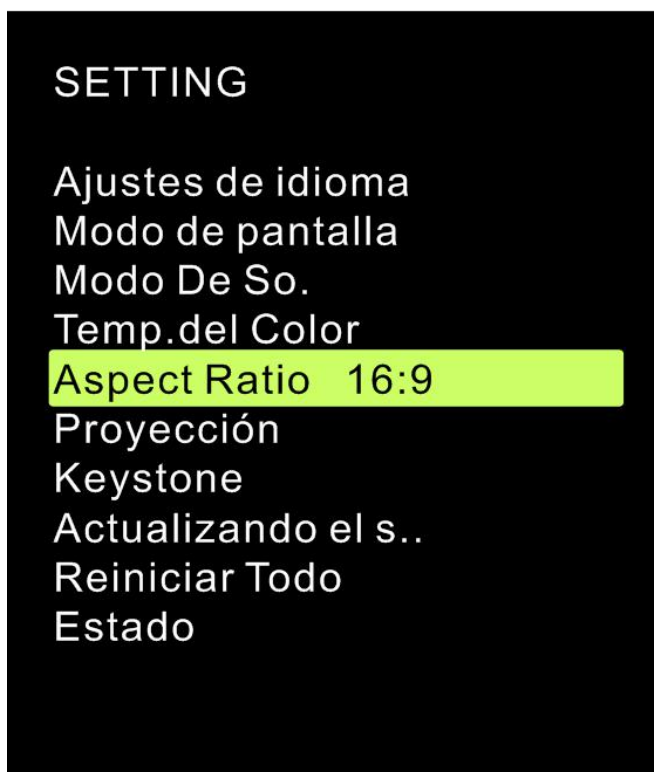 SETTING
Ajustes de idioma
Modo de pantalla
Modo De So.
Temp.del Color
Aspect Ratio 16:9
Proyección
Keystone
Actualizando el s..
Reiniciar Todo
Estado